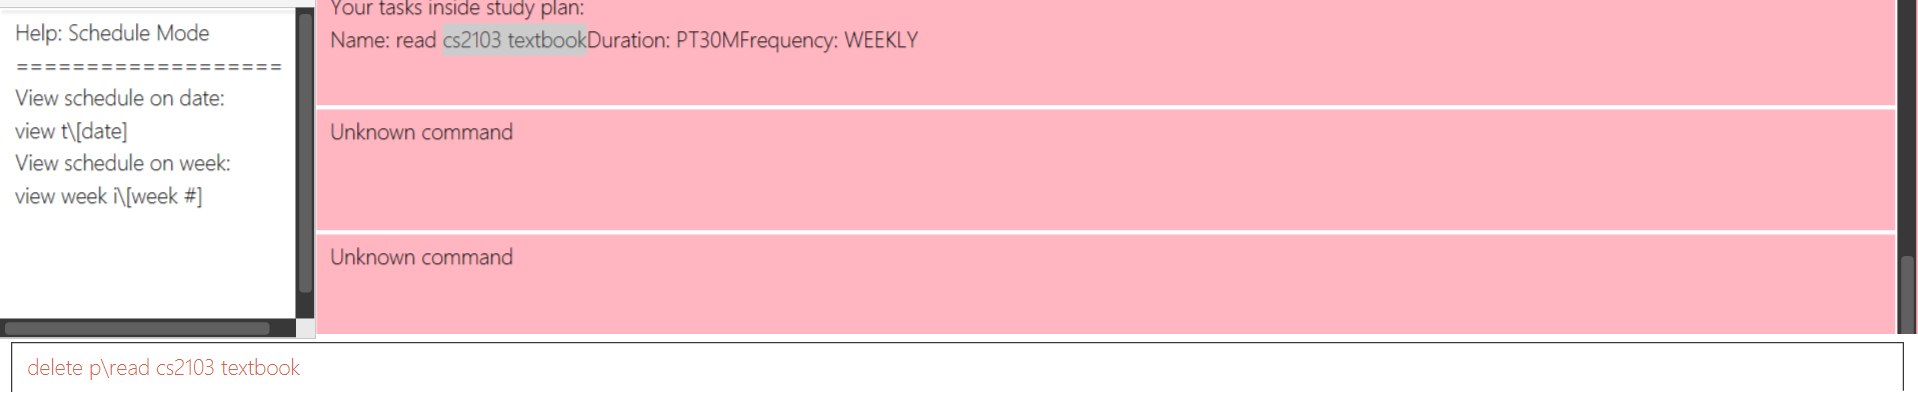 Help: Schedule Mode
===================
View schedule on date:
view t\[date]
View schedule on week:
view week i\[week #]
Your tasks inside study plan:
Name: read cs2103 textbookDuration: PT30MFrequency: WEEKLY
Unknown command
Unknown command
delete p\read cs2103 textbook